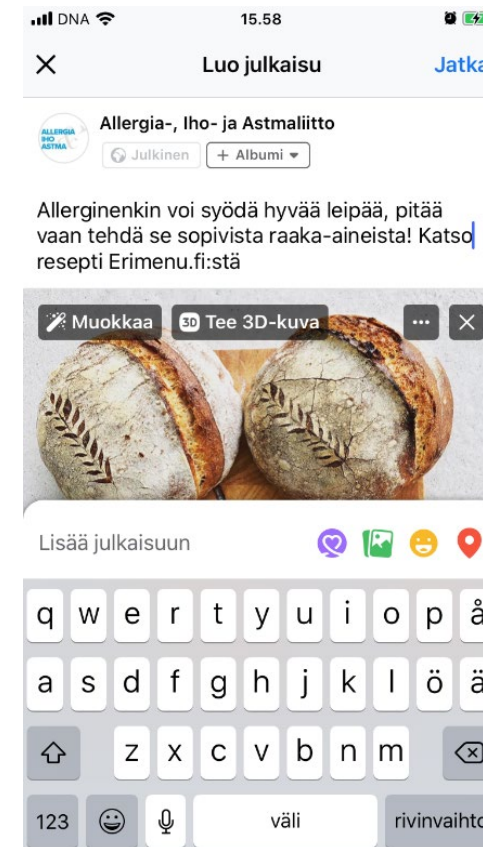 DNA 15.58
Luo julkaisu Jatka
ALLERGIA
IHO
ASTMA
Allergia-, Iho- ja Astmaliitto
Julkinen + Albumi
Allerginenkin voi syödä hyvää leipää, pitää
vaan tehdä se sopivista raaka-aineista! Katso
resepti Erimenu.fi:stä
Muokkaa 3D Tee 3D-kuva
Lisää julkaisuun
q w e r t y u i o p å
a s d f g h j k l ö ä
z x c v b n m
123 väli rivinvaihto